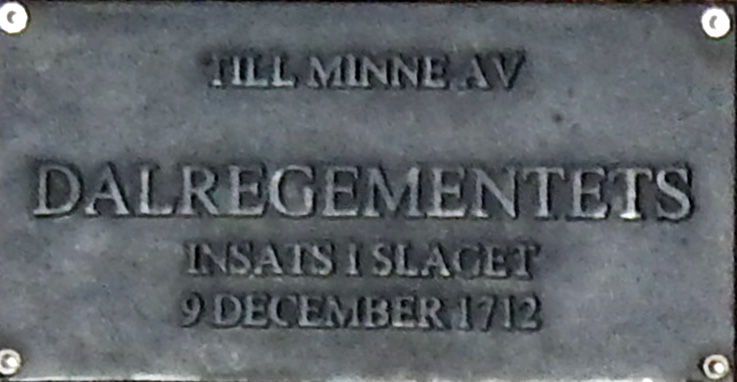 TILL MINNE AV
DALREGEMENTETS
INSATS I SLAGET
9 DECEMBER 1712